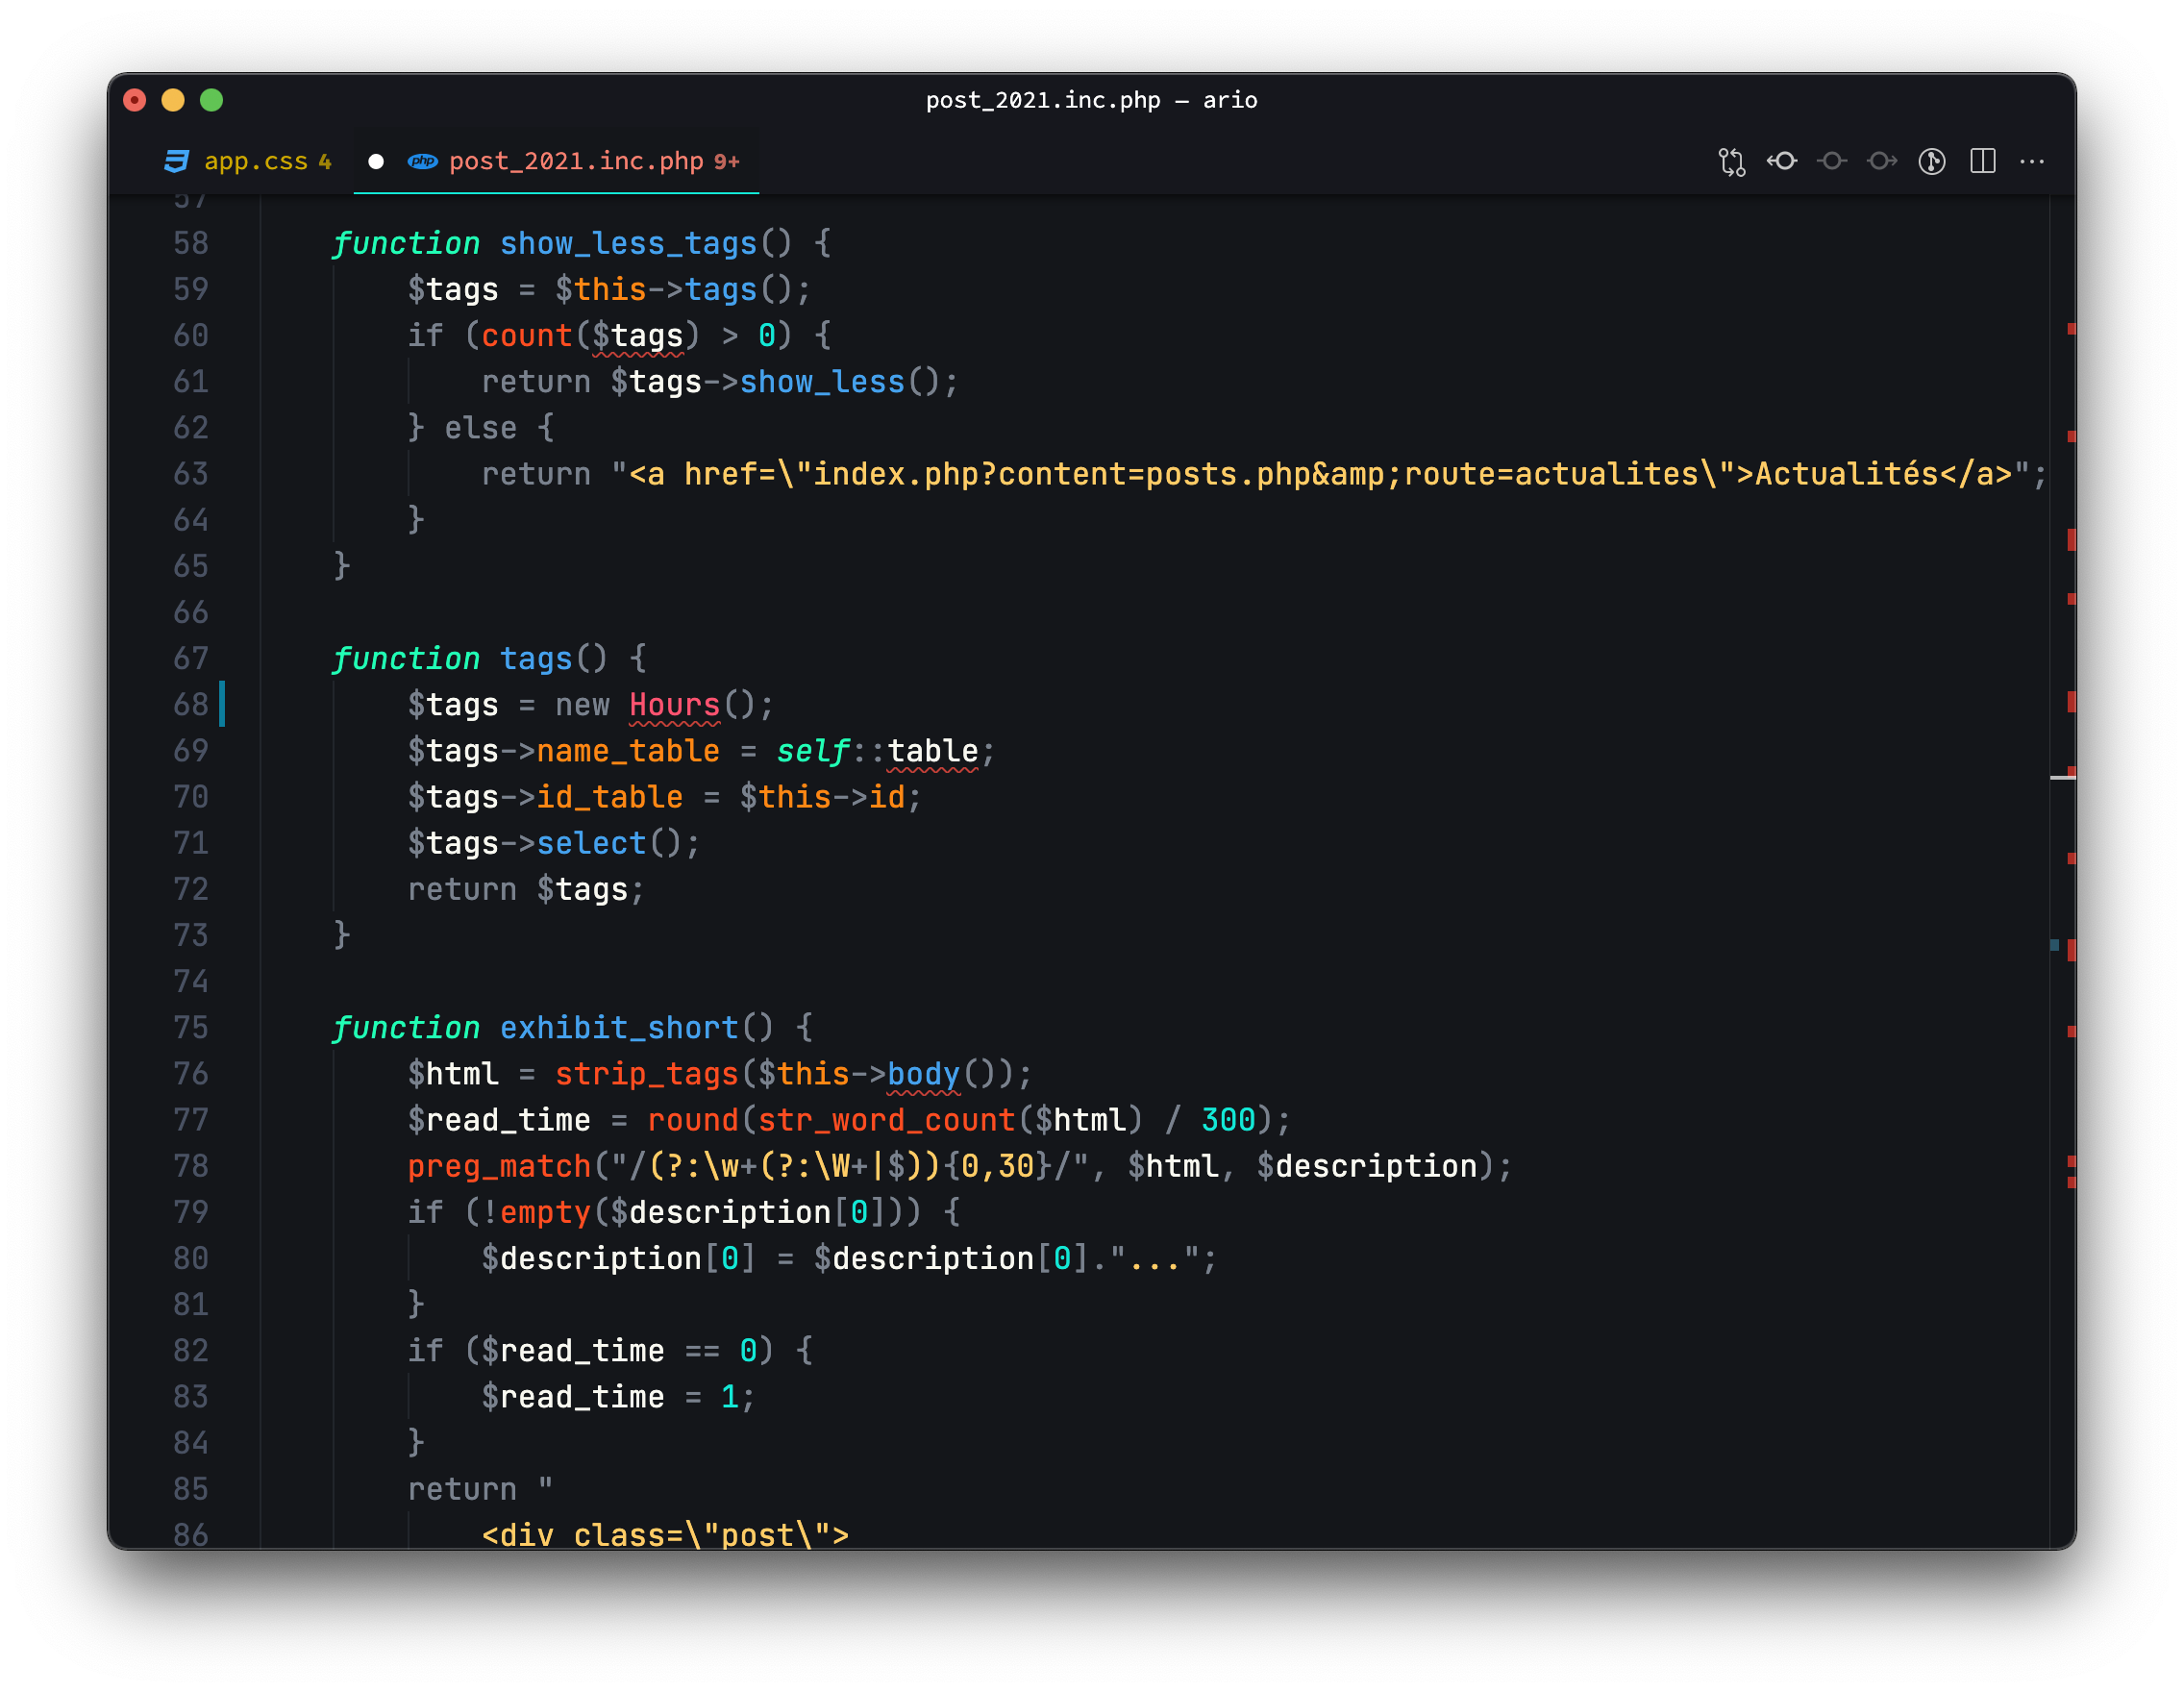 post_2021.inc.php — ario
app.css 4
php post_2021.inc.php 9+
57
58 function show_less_tags() {
59 $tags = $this->tags();
60 if (count($tags) > 0) {
61 return $tags->show_less();
62 } else {
63 return "<a href=\"index.php?content=posts.php&amp;route=actualites\">Actualités</a>";
64 }
65 }
66
67 function tags() {
68 $tags = new Hours();
69 $tags->name_table = self::table;
70 $tags->id_table = $this->id;
71 $tags->select();
72 return $tags;
73 }
74
75 function exhibit_short() {
76 $html = strip_tags($this->body());
77 $read_time = round(str_word_count($html) / 300);
78 preg_match("/(?:\w+(?:\W+|$)){0,30}/", $html, $description);
79 if (!empty($description[0])) {
80 $description[0] = $description[0]."...";
81 }
82 if ($read_time == 0) {
83 $read_time = 1;
84 }
85 return "
86 <div class=\"post\">